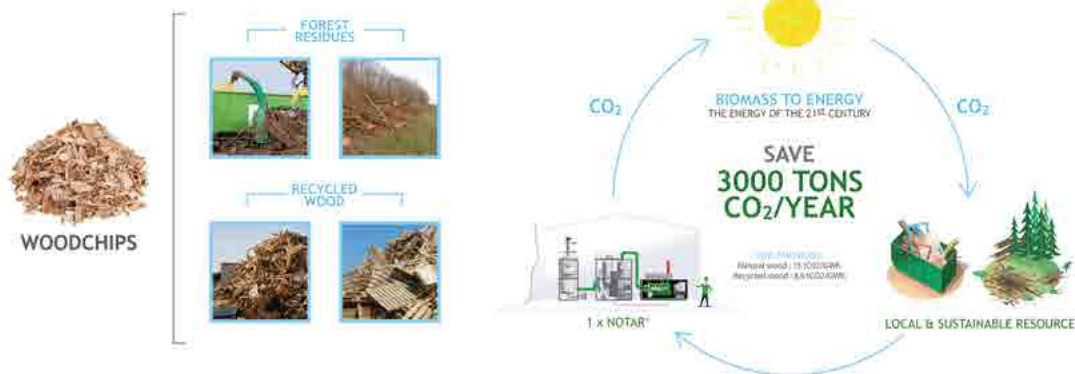 FOREST
RESIDUES
RECYCLED
WOOD
WOODCHIPS
CO₂
CO₂
BIOMASS TO ENERGY
THE ENERGY OF THE 21ST CENTURY
SAVE
3000 TONS
CO₂/YEAR
1 x NOTAR®
LOCAL & SUSTAINABLE RESOURCE